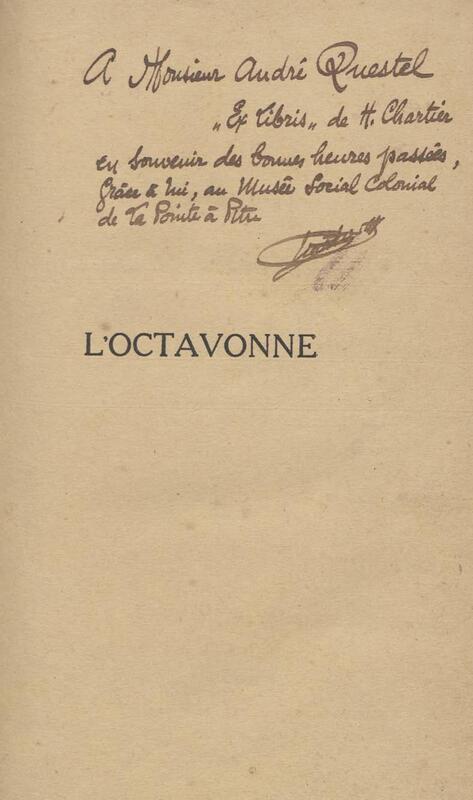 A Monsieur André Questel
„Ex libris„ de H. Chartier
en souvenir des bonnes heures passées,
Grâce à lui, au Musée Social Colonial
de la Pointe à Pitre
L'OCTAVONNE